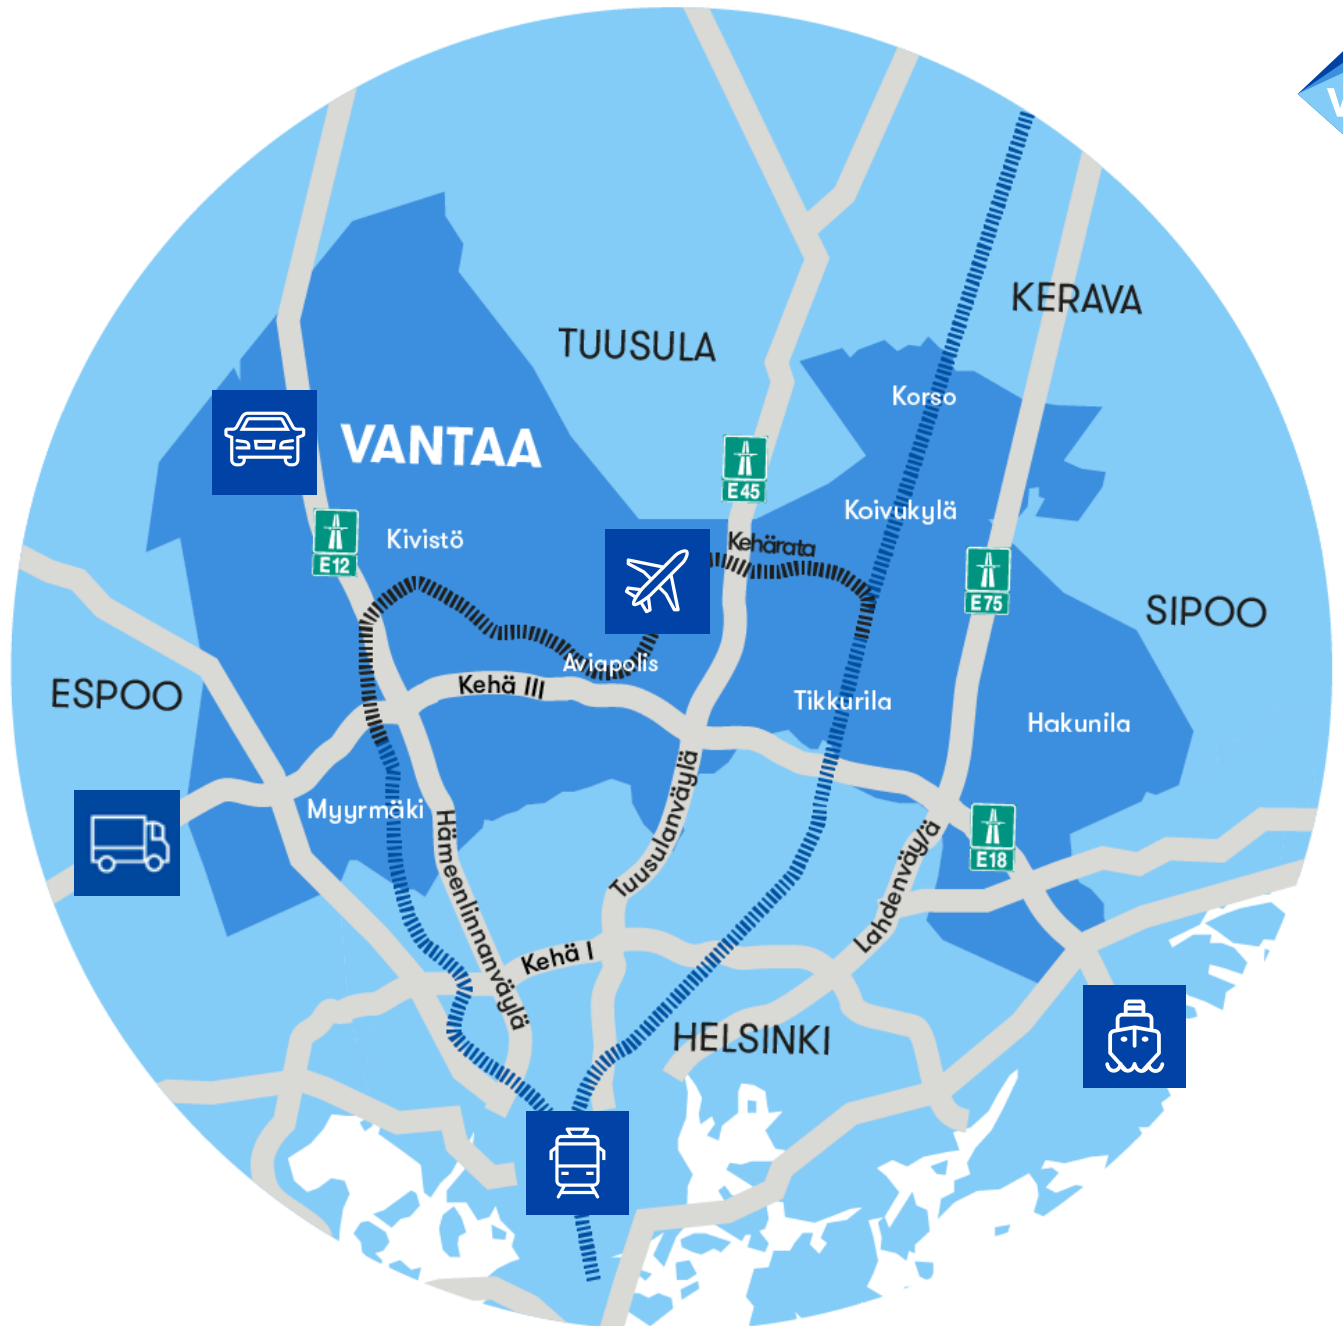 KERAVA
TUUSULA
Korso
VANTAA
E45
Koivukylä
Kivistö
Kehärata
E12
E75
SIPOO
Aviapolis
ESPOO
Kehä III
Tikkurila
Hakunila
Myyrmäki
Hämeenlinnanväylä
Tuusulanväylä
Lahdenväylä
E18
Kehä I
HELSINKI